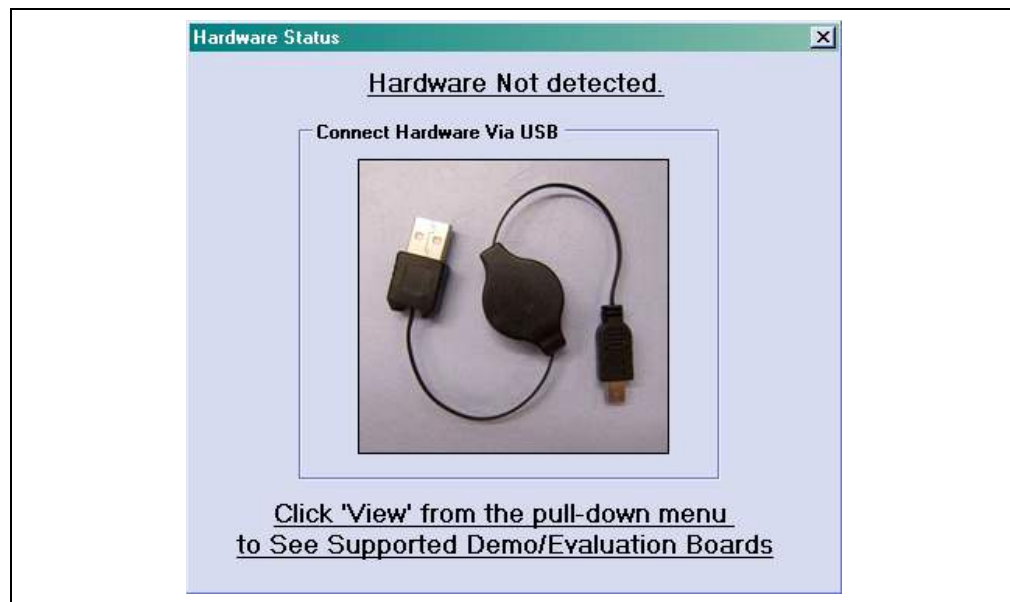 Hardware Status
Hardware Not detected.
Connect Hardware Via USB
Click 'View' from the pull-down menu
to See Supported Demo/Evaluation Boards